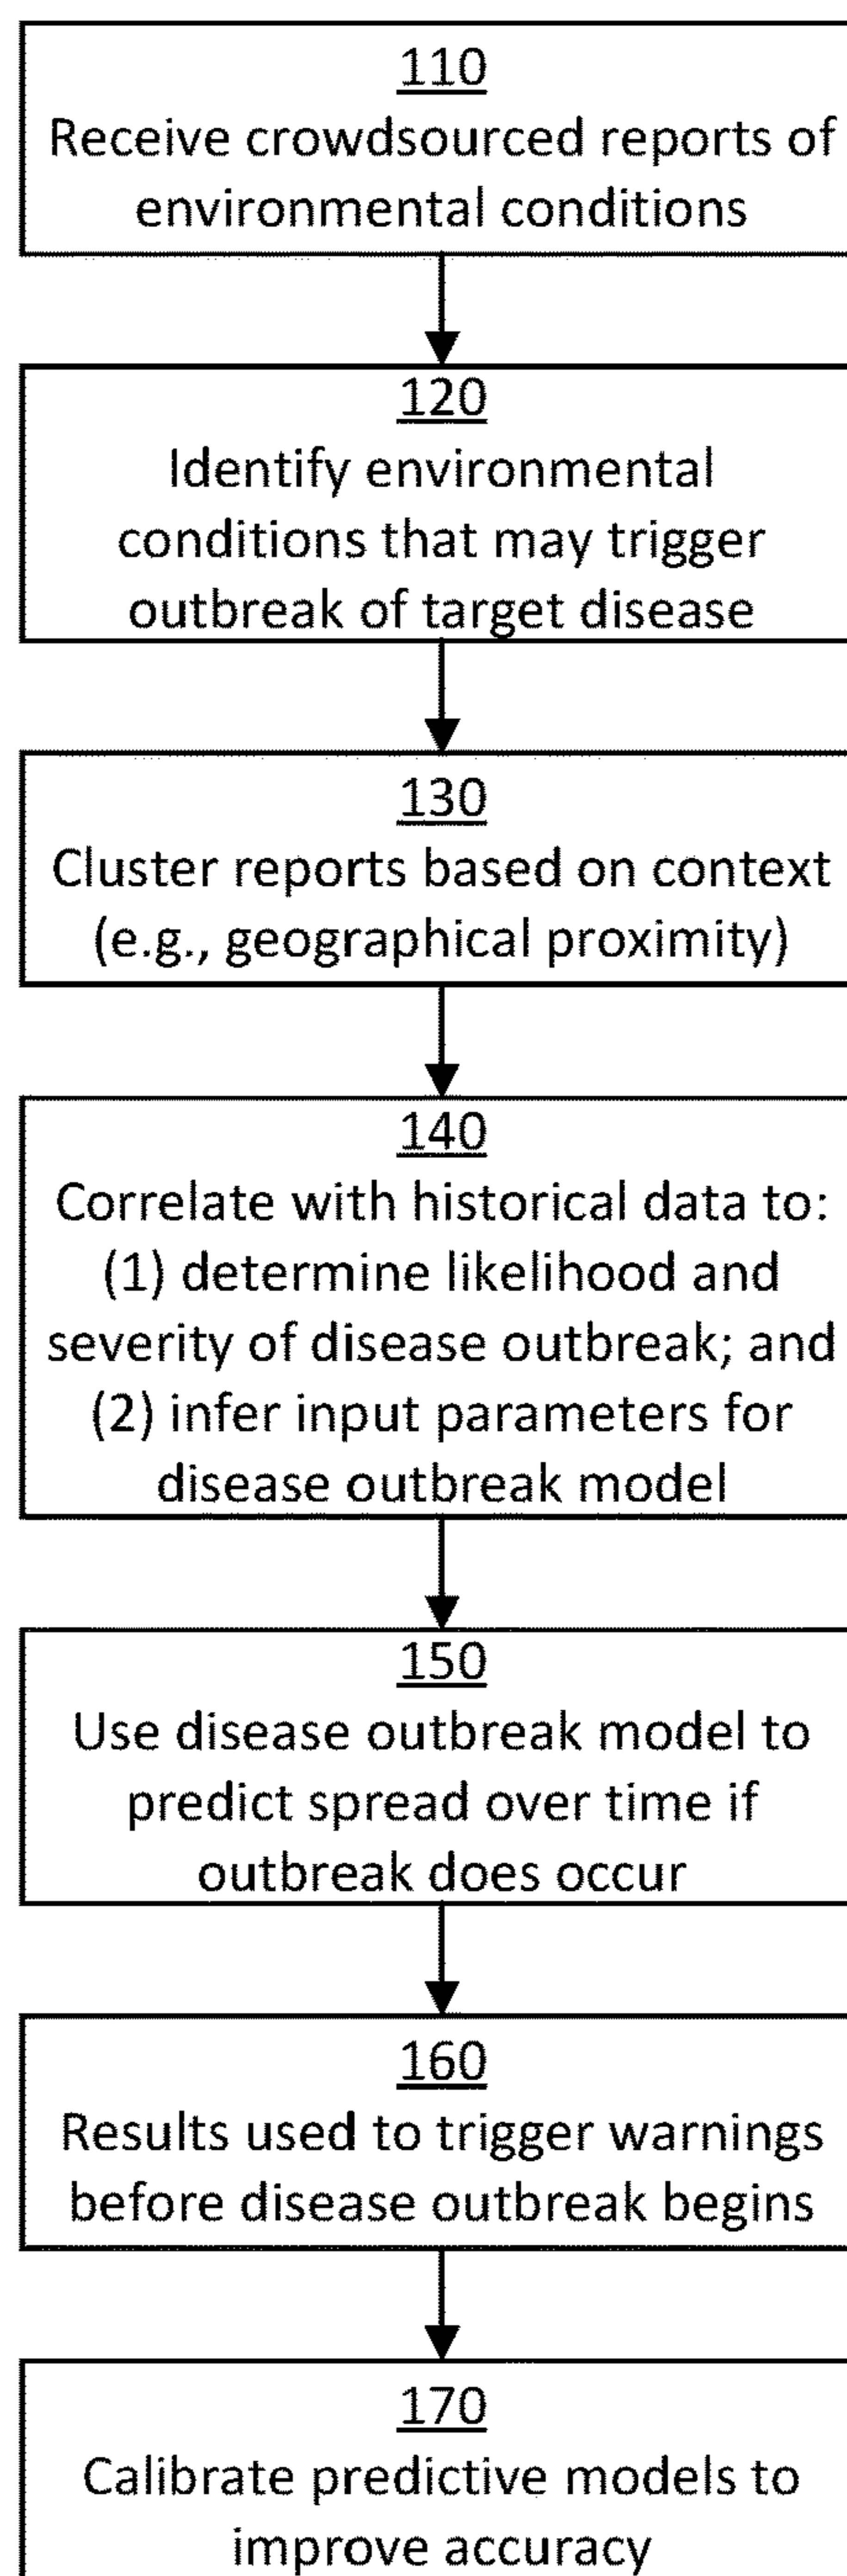 110
Receive crowdsourced reports of
environmental conditions
120
Identify environmental
conditions that may trigger
outbreak of target disease
130
Cluster reports based on context
(e.g., geographical proximity)
140
Correlate with historical data to:
(1) determine likelihood and
severity of disease outbreak; and
(2) infer input parameters for
disease outbreak model
150
Use disease outbreak model to
predict spread over time if
outbreak does occur
160
Results used to trigger warnings
before disease outbreak begins
170
Calibrate predictive models to
improve accuracy